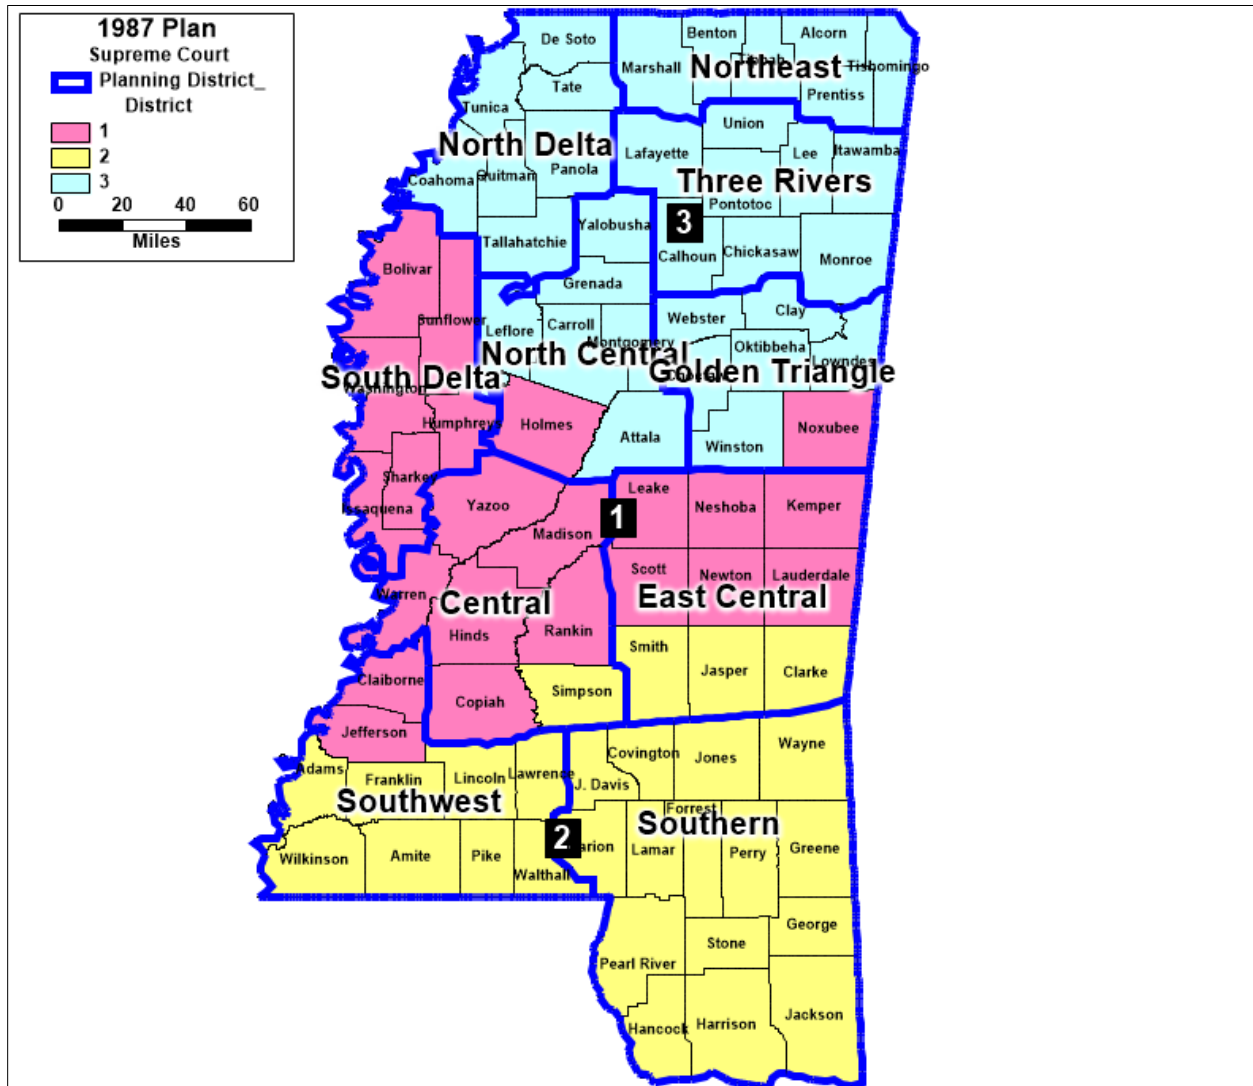 1987 Plan
Supreme Court
Planning District_
District
1
2
3
0 20 40 60
Miles
De Soto
Benton
Alcorn
Marshall
Tippah
Northeast
Tishomingo
Tate
Prentiss
Tunica
Union
North Delta
Lafayette
Lee
Itawamba
Panola
Coahoma
Quitman
Three Rivers
Pontotoc
3
Yalobusha
Tallahatchie
Calhoun
Chickasaw
Monroe
Bolivar
Grenada
Sunflower
Leflore
Carroll
Webster
Clay
Montgomery
Oktibbeha
North Central
Lowndes
South Delta
Choctaw
Golden Triangle
Washington
Humphreys
Holmes
Attala
Winston
Noxubee
Sharkey
Leake
Issaquena
Yazoo
Neshoba
Kemper
1
Madison
Scott
Newton
Lauderdale
Warren
Central
East Central
Hinds
Rankin
Smith
Jasper
Clarke
Claiborne
Simpson
Copiah
Jefferson
Covington
Jones
Wayne
Adams
Franklin
Lincoln
Lawrence
J. Davis
Southwest
Forrest
Southern
2
arion
Lamar
Perry
Greene
Wilkinson
Amite
Pike
Walthall
George
Stone
Pearl River
Hancock
Harrison
Jackson